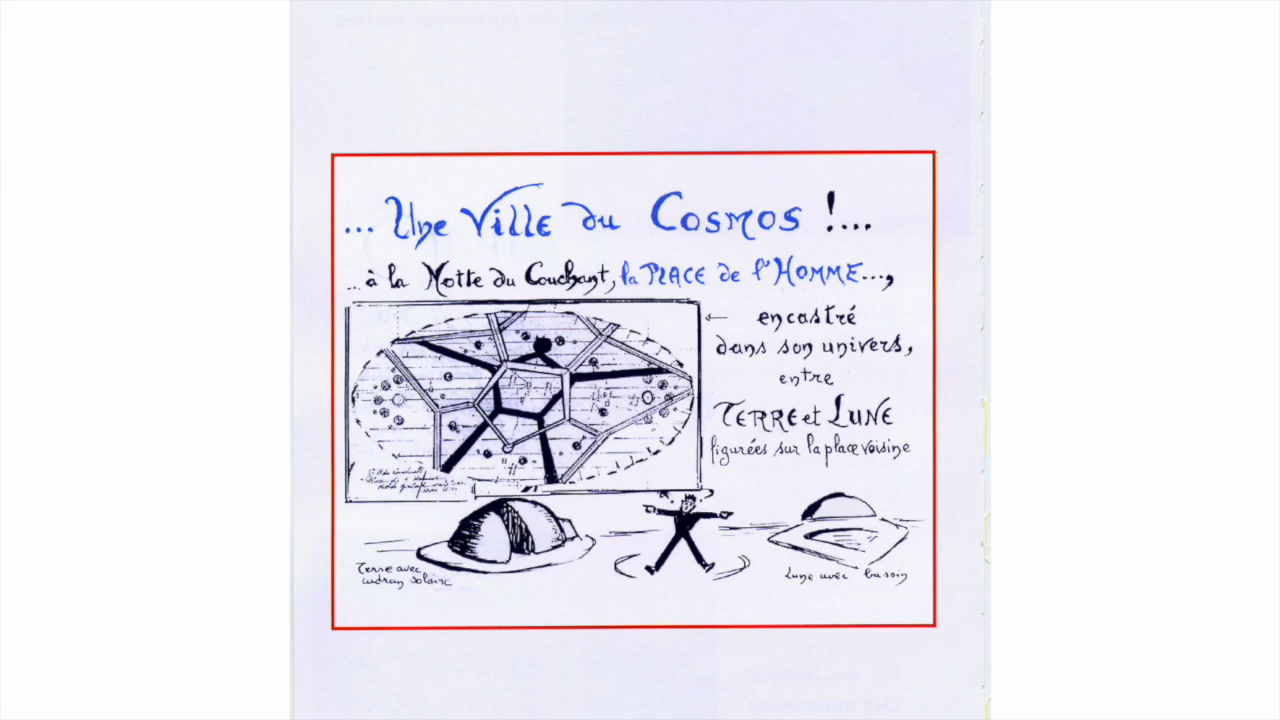 ... Une Ville du Cosmos !...
... à la Motte du Couchant, la PLACE de l'HOMME...,
← encastré
dans son univers,
entre
TERRE et LUNE
figurées sur la place voisine
Terre avec
cadran solaire
Lune avec bassin